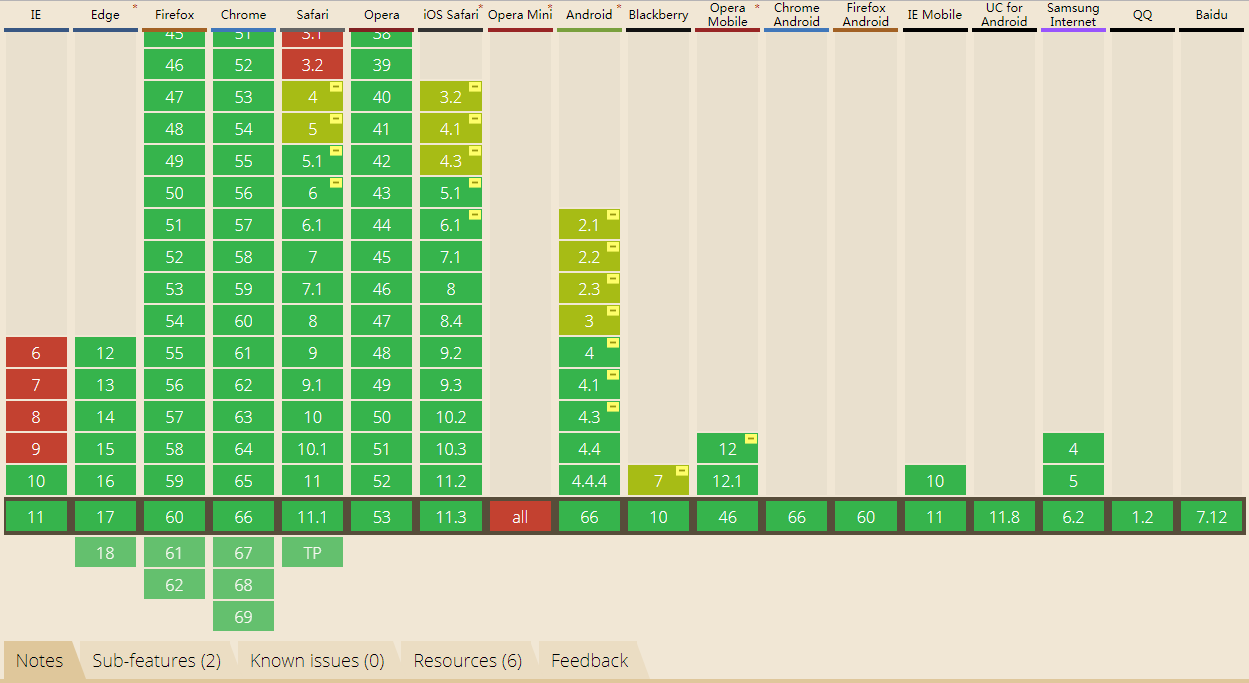 IE Edge * Firefox Chrome Safari Opera iOS Safari * Opera Mini * Android * Blackberry Opera Mobile * Chrome Android Firefox Android IE Mobile UC for Android Samsung Internet QQ Baidu
45 51 3.1 38
46 52 3.2 39
47 53 4 40 3.2
48 54 5 41 4.1
49 55 5.1 42 4.3
50 56 6 43 5.1
51 57 6.1 44 6.1 2.1
52 58 7 45 7.1 2.2
53 59 7.1 46 8 2.3
54 60 8 47 8.4 3
6 12 55 61 9 48 9.2 4
7 13 56 62 9.1 49 9.3 4.1
8 14 57 63 10 50 10.2 4.3
9 15 58 64 10.1 51 10.3 4.4 12 4
10 16 59 65 11 52 11.2 4.4.4 7 12.1 10 5
11 17 60 66 11.1 53 11.3 all 66 10 46 66 60 11 11.8 6.2 1.2 7.12
18 61 67 TP
62 68
69
Notes Sub-features (2) Known issues (0) Resources (6) Feedback